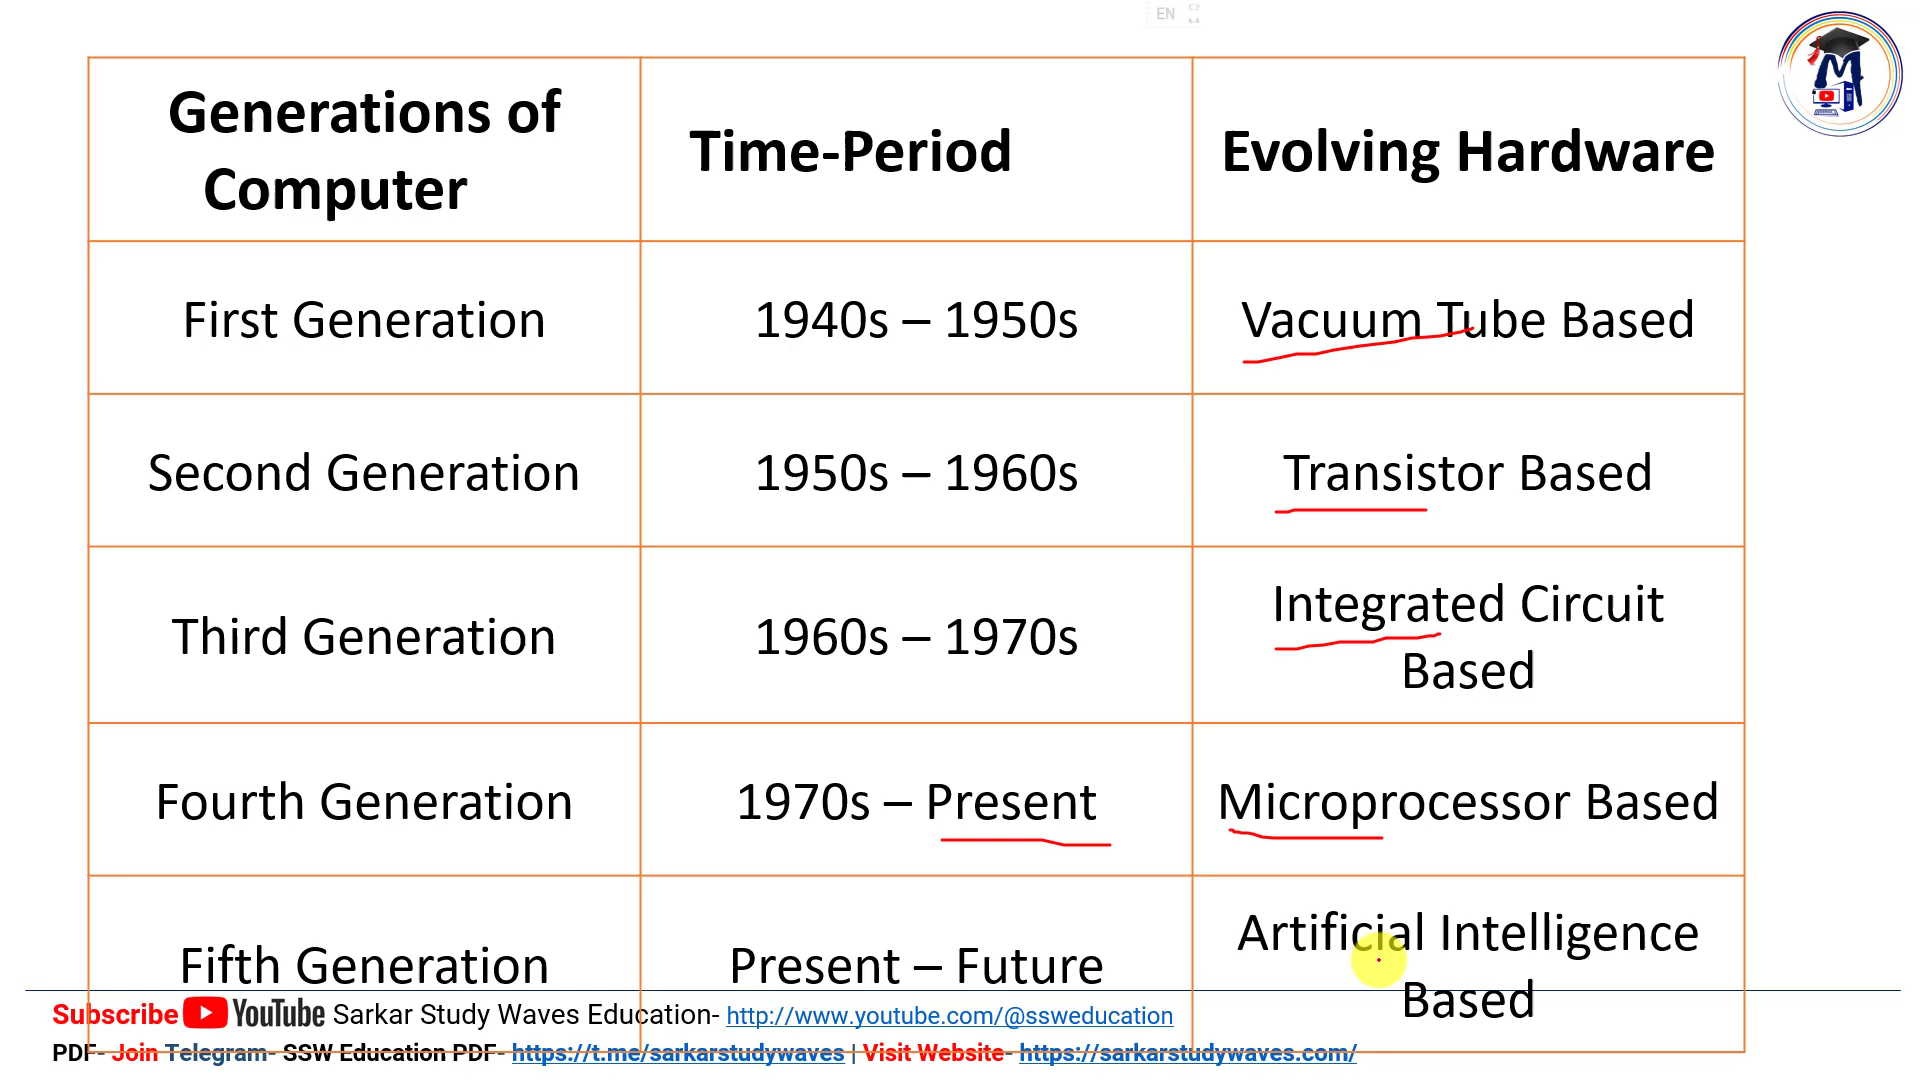 EN
Generations of Computer
Time-Period
Evolving Hardware
First Generation
1940s – 1950s
Vacuum Tube Based
Second Generation
1950s – 1960s
Transistor Based
Third Generation
1960s – 1970s
Integrated Circuit
Based
Fourth Generation
1970s – Present
Microprocessor Based
Fifth Generation
Present – Future
Artificial Intelligence
Based
Subscribe YouTube Sarkar Study Waves Education- http://www.youtube.com/@ssweducation
PDF- Join Telegram- SSW Education PDF- https://t.me/sarkarstudywaves | Visit Website- https://sarkarstudywaves.com/